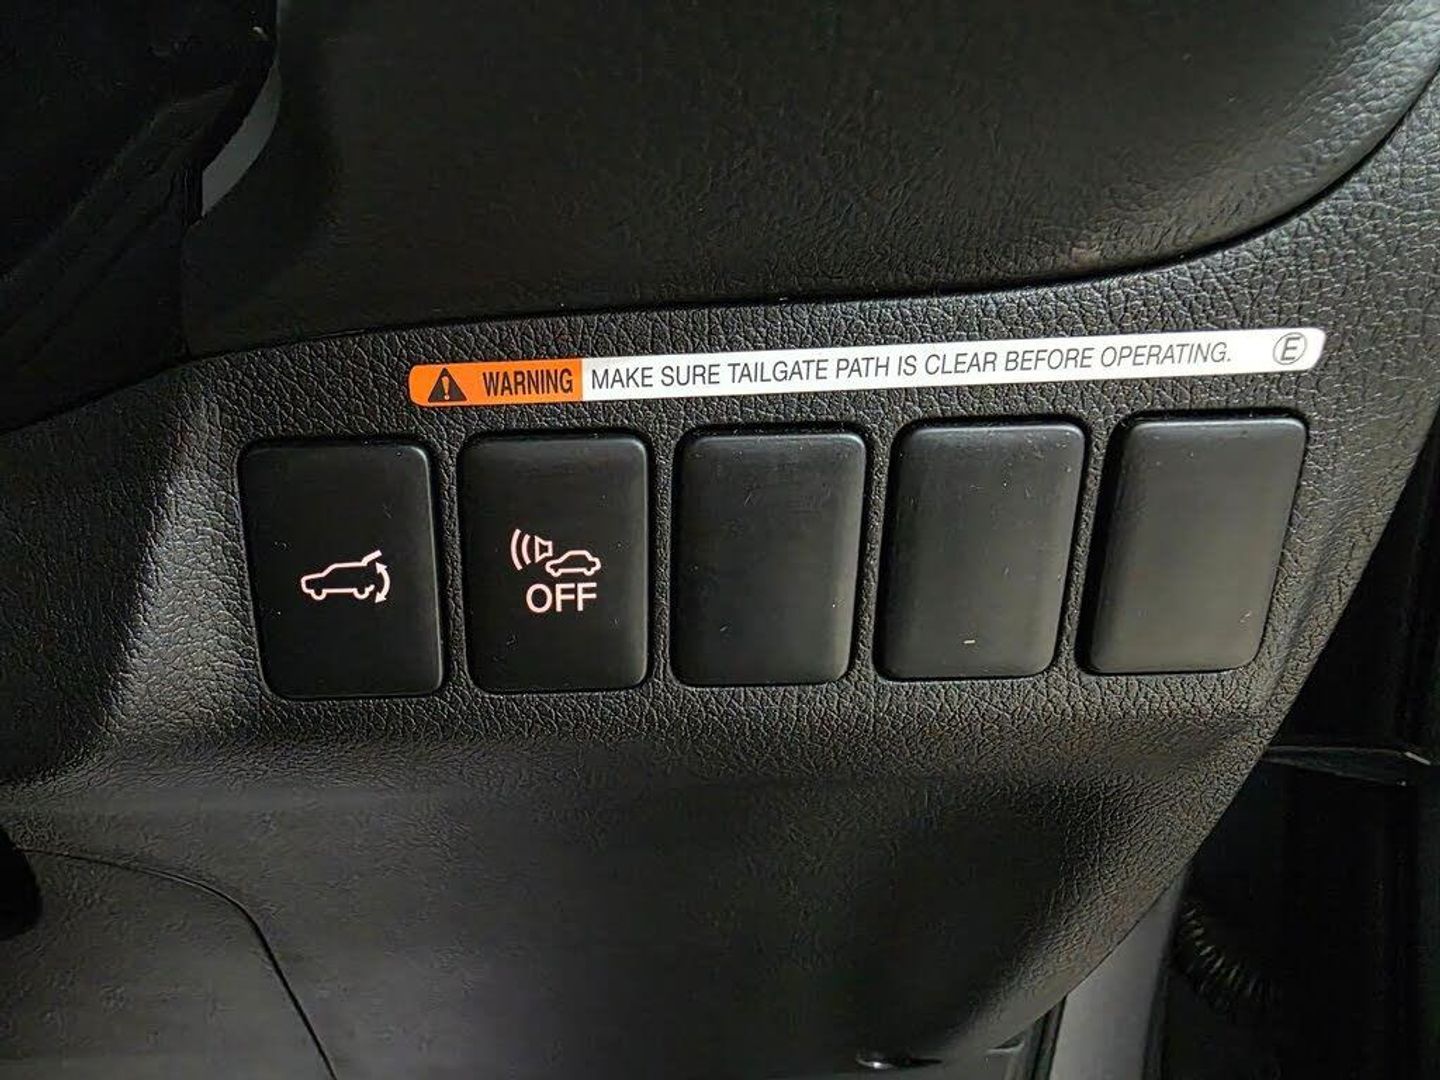 WARNING MAKE SURE TAILGATE PATH IS CLEAR BEFORE OPERATING. E
OFF